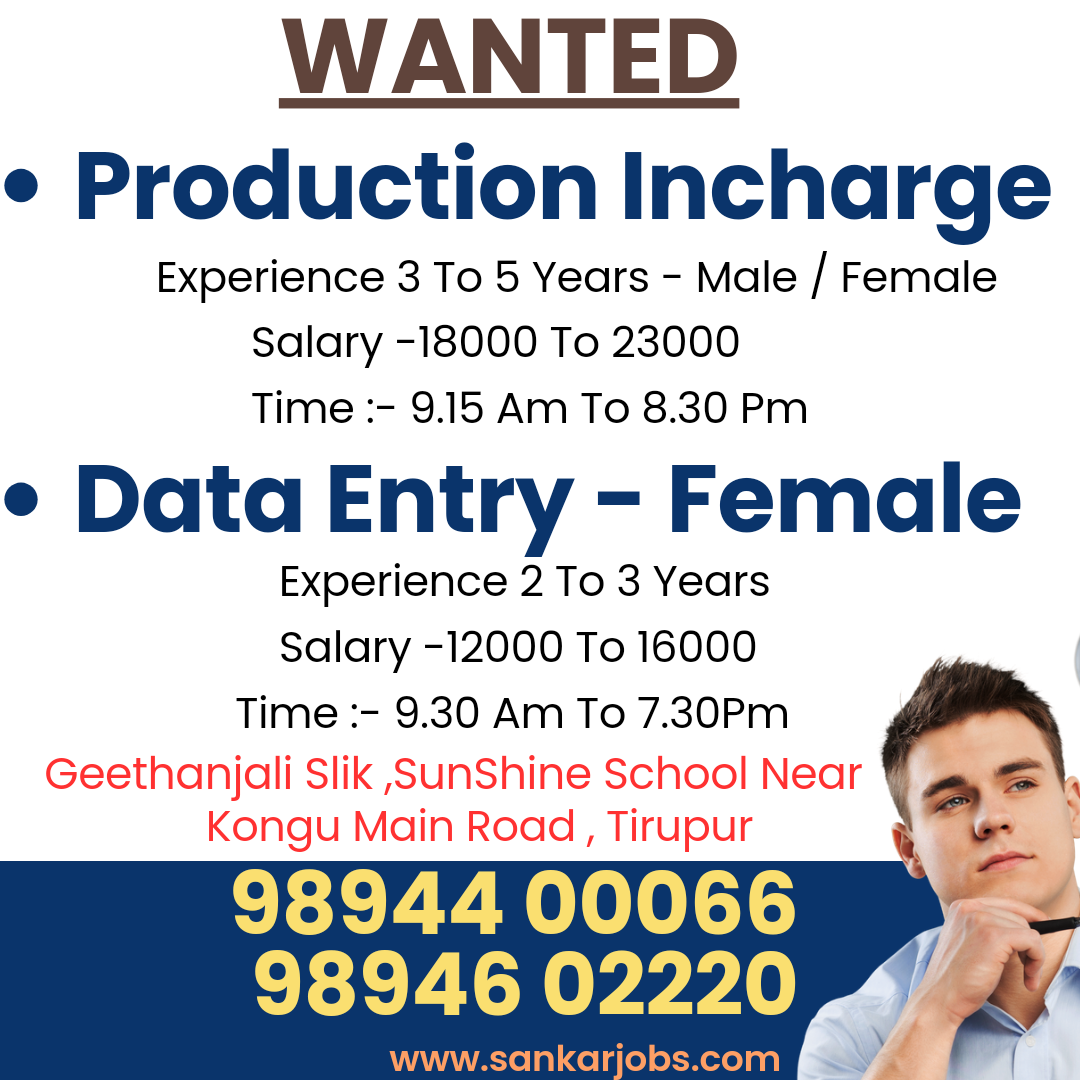 WANTED
• Production Incharge
Experience 3 To 5 Years - Male / Female
Salary -18000 To 23000
Time :- 9.15 Am To 8.30 Pm
• Data Entry - Female
Experience 2 To 3 Years
Salary -12000 To 16000
Time :- 9.30 Am To 7.30Pm
Geethanjali Slik ,SunShine School Near
Kongu Main Road , Tirupur
98944 00066
98946 02220
www.sankarjobs.com